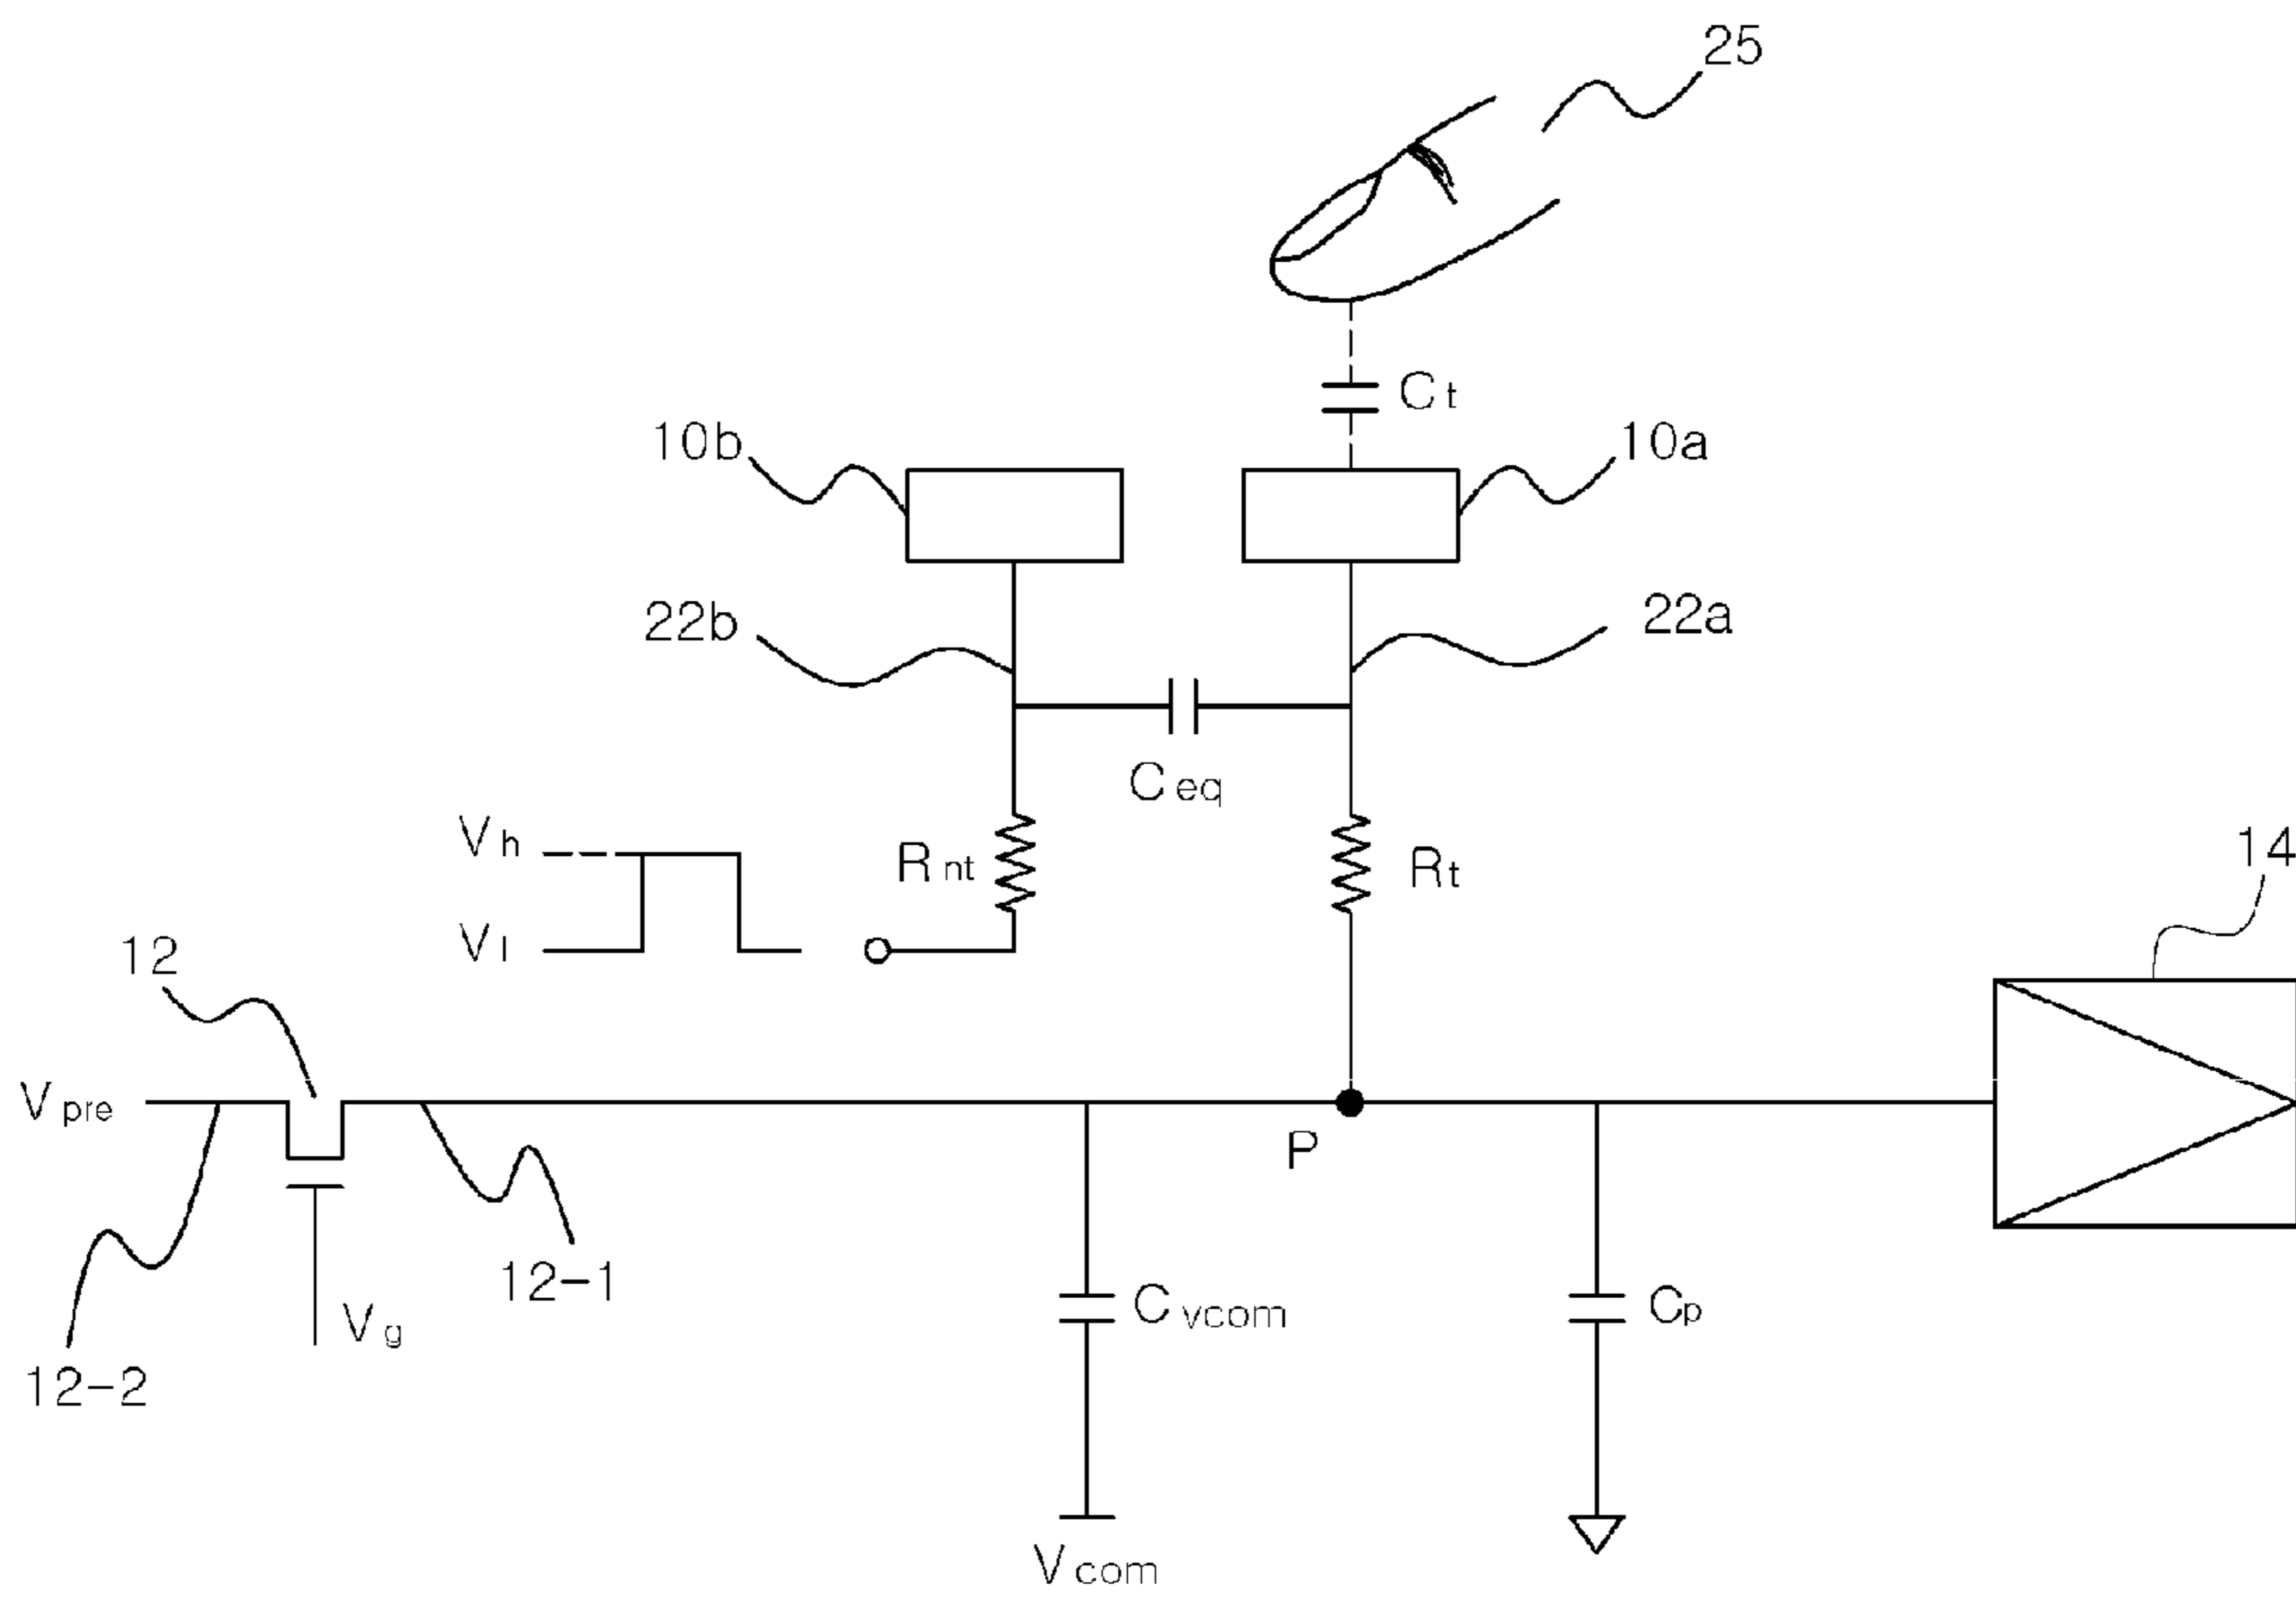 25
Ct
10b
10a
22b
22a
Ceq
Vh
Rnt
Rt
14
Vl
12
Vpre
P
12-1
Vg
Cvcom
Cp
12-2
Vcom